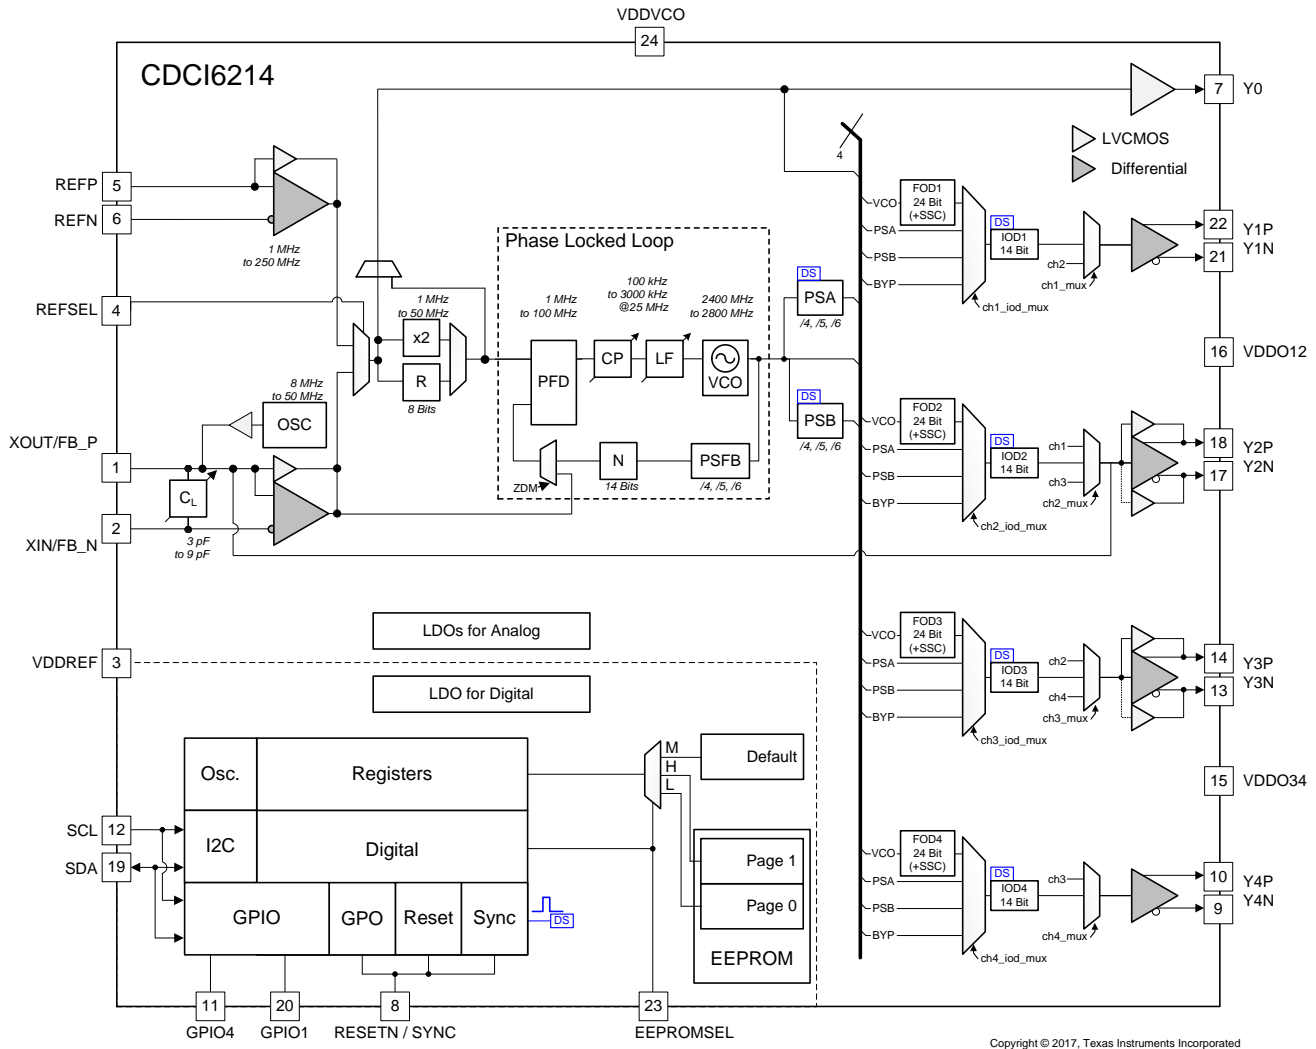 VDDVCO
24
CDCI6214
7
Y0
4
LVCMOS
Differential
REFP
5
REFN
6
1 MHz
to 250 MHz
REFSEL
4
8 MHz
to 50 MHz
OSC
XOUT/FB_P
1
CL
2
XIN/FB_N
3 pF
to 9 pF
1 MHz
to 50 MHz
x2
R
8 Bits
Phase Locked Loop
1 MHz
to 100 MHz
100 kHz
to 3000 kHz
@25 MHz
2400 MHz
to 2800 MHz
PFD
CP
LF
VCO
ZDM
N
14 Bits
PSFB
/4, /5, /6
DS
PSA
/4, /5, /6
DS
PSB
/4, /5, /6
VCO
PSA
PSB
BYP
FOD1
24 Bit
(+SSC)
DS
IOD1
14 Bit
ch1_iod_mux
ch2
ch1_mux
22
Y1P
21
Y1N
16
VDDO12
VCO
PSA
PSB
BYP
FOD2
24 Bit
(+SSC)
DS
IOD2
14 Bit
ch2_iod_mux
ch1
ch3
ch2_mux
18
Y2P
17
Y2N
VCO
PSA
PSB
BYP
FOD3
24 Bit
(+SSC)
DS
IOD3
14 Bit
ch3_iod_mux
ch2
ch4
ch3_mux
14
Y3P
13
Y3N
15
VDDO34
VCO
PSA
PSB
BYP
FOD4
24 Bit
(+SSC)
DS
IOD4
14 Bit
ch4_iod_mux
ch3
ch4_mux
10
Y4P
9
Y4N
LDOs for Analog
VDDREF
3
LDO for Digital
Osc.
Registers
I2C
Digital
GPIO
GPO
Reset
Sync
DS
SCL
12
SDA
19
M
H
L
Default
Page 1
Page 0
EEPROM
11
GPIO4
20
GPIO1
8
RESETN / SYNC
23
EEPROMSEL
Copyright © 2017, Texas Instruments Incorporated